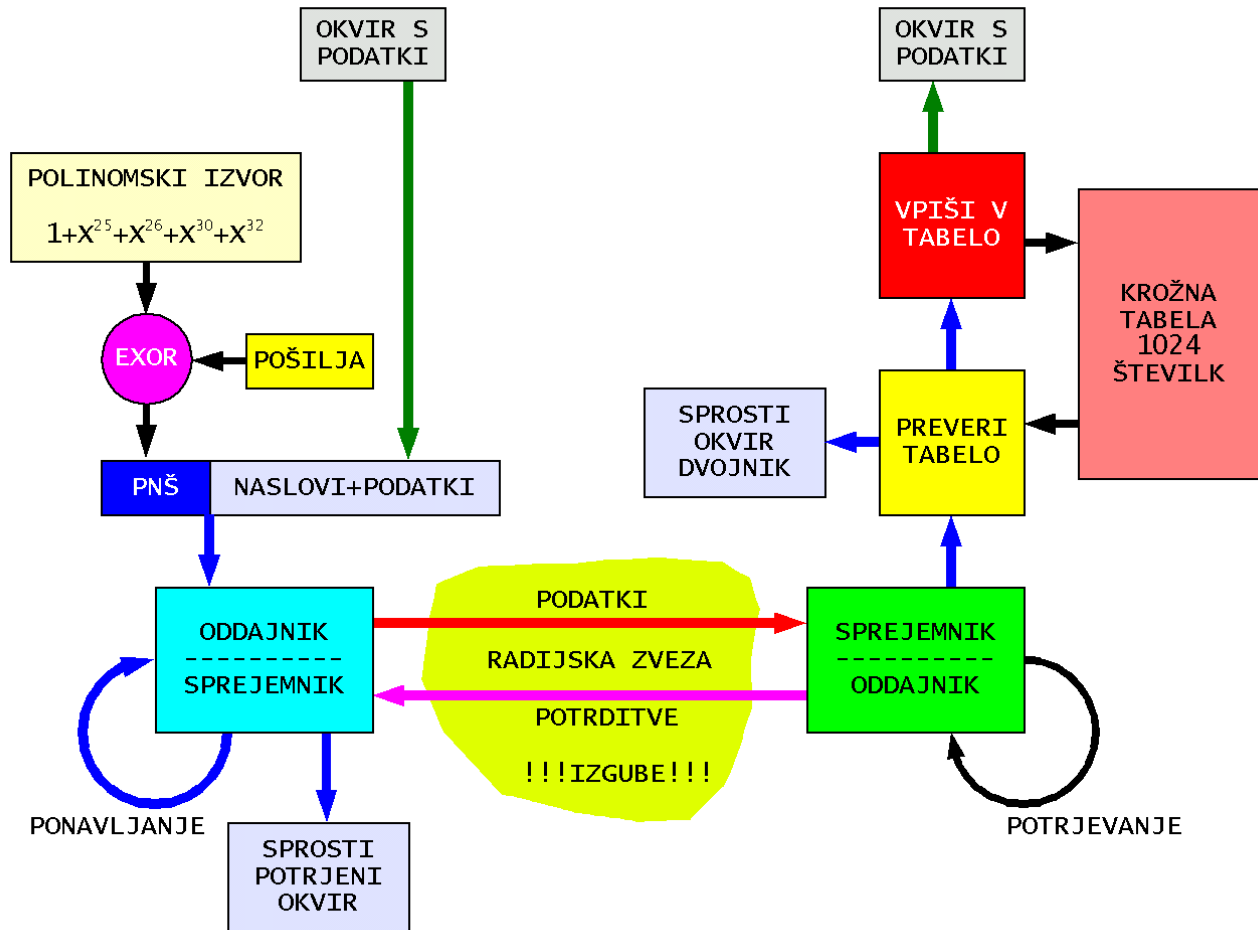 OKVIR S
PODATKI
OKVIR S
PODATKI
POLINOMSKI IZVOR
1+X²⁵+X²⁶+X³⁰+X³²
VPIŠI V
TABELO
KROŽNA
TABELA
1024
ŠTEVILK
EXOR
POŠILJA
SPROSTI
OKVIR
DVOJNIK
PREVERI
TABELO
PNŠ
NASLOVI+PODATKI
ODDAJNIK
----------
SPREJEMNIK
PODATKI
RADIJSKA ZVEZA
POTRDITVE
!!!IZGUBE!!!
SPREJEMNIK
----------
ODDAJNIK
PONAVLJANJE
POTRJEVANJE
SPROSTI
POTRJENI
OKVIR